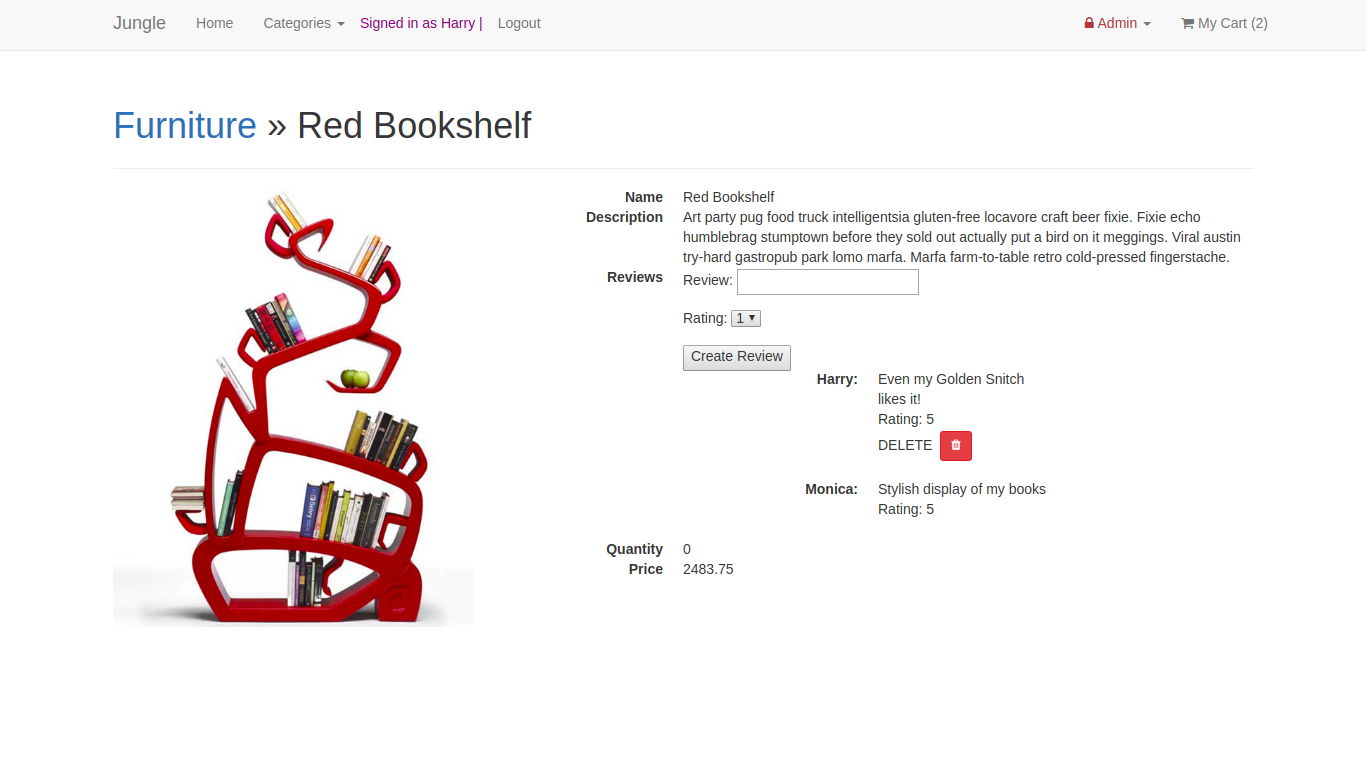 Jungle Home Categories Signed in as Harry | Logout Admin My Cart (2)
Furniture » Red Bookshelf
Name Red Bookshelf
Description Art party pug food truck intelligentsia gluten-free locavore craft beer fixie. Fixie echo
humblebrag stumptown before they sold out actually put a bird on it meggings. Viral austin
try-hard gastropub park lomo marfa. Marfa farm-to-table retro cold-pressed fingerstache.
Reviews Review:
Rating: 1
Create Review
Harry: Even my Golden Snitch
likes it!
Rating: 5
DELETE
Monica: Stylish display of my books
Rating: 5
Quantity 0
Price 2483.75